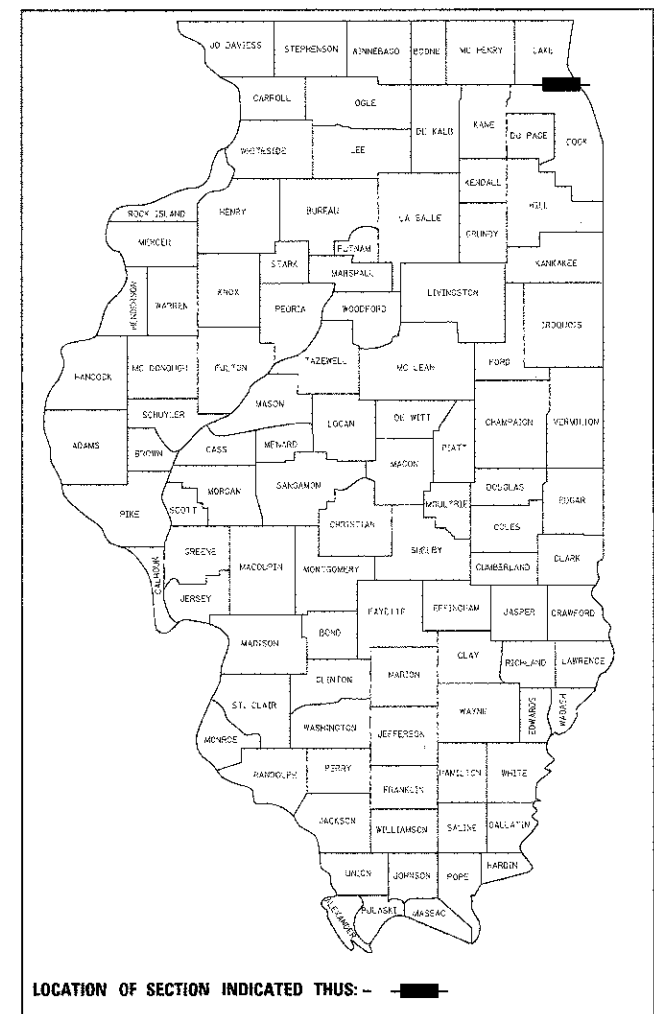 JO DAVIESS STEPHENSON WINNEBAGO BOONE MC HENRY LAKE
CARROLL OGLE DE KALB KANE DU PAGE COOK
WHITESIDE LEE
KENDALL WILL
ROCK ISLAND HENRY BUREAU LA SALLE GRUNDY
MERCER PUTNAM KANKAKEE
STARK MARSHALL
HENDERSON WARREN KNOX PEORIA WOODFORD LIVINGSTON IROQUOIS
HANCOCK MC DONOUGH FULTON TAZEWELL MC LEAN FORD
SCHUYLER MASON LOGAN DE WITT CHAMPAIGN VERMILION
ADAMS BROWN CASS MENARD MACON PIATT
PIKE SCOTT MORGAN SANGAMON MOULTRIE DOUGLAS EDGAR
CHRISTIAN COLES
CALHOUN GREENE MACOUPIN MONTGOMERY SHELBY CUMBERLAND CLARK
JERSEY FAYETTE EFFINGHAM JASPER CRAWFORD
MADISON BOND
CLAY RICHLAND LAWRENCE
CLINTON MARION
ST. CLAIR WAYNE EDWARDS WABASH
MONROE WASHINGTON JEFFERSON
RANDOLPH PERRY HAMILTON WHITE
FRANKLIN
JACKSON WILLIAMSON SALINE GALLATIN
UNION JOHNSON POPE HARDIN
ALEXANDER PULASKI MASSAC
LOCATION OF SECTION INDICATED THUS: -